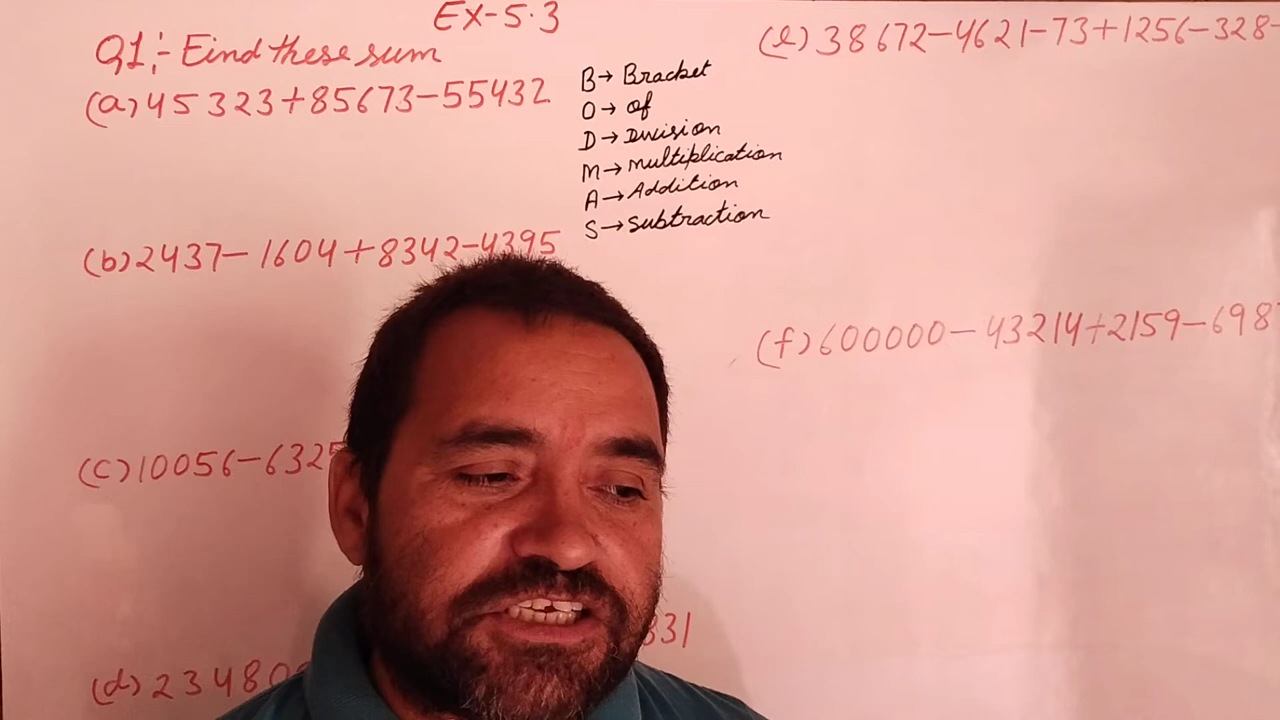 EX-5.3
Q1:- Find these sum
(a) 45323+85673-55432
B→ Bracket
O→ of
D→ Division
M→ multiplication
A→ Addition
S→ Subtraction
(b) 2437-1604+8342-4395
(c) 10056-6325
331
(d) 23480
(e) 38672-4621-73+1256-328-
(f) 600000-43214+2159-698